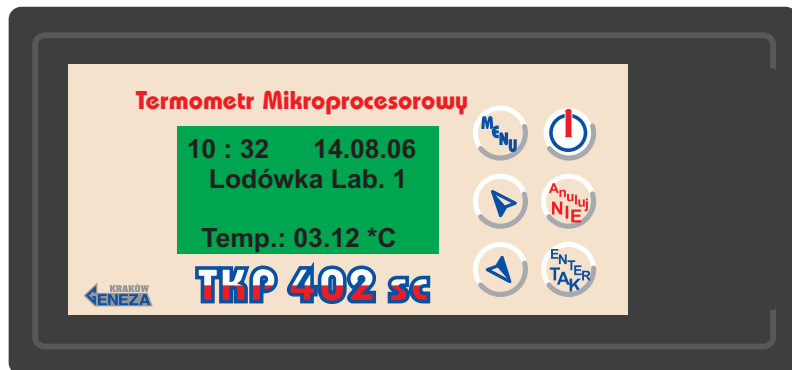 Termometr Mikroprocesorowy
10 : 32 14.08.06
Lodówka Lab. 1
Temp.: 03.12 *C
TKP 402 sc
KRAKÓW
GENEZA
MENU
Anuluj
NIE
ENTER
TAK